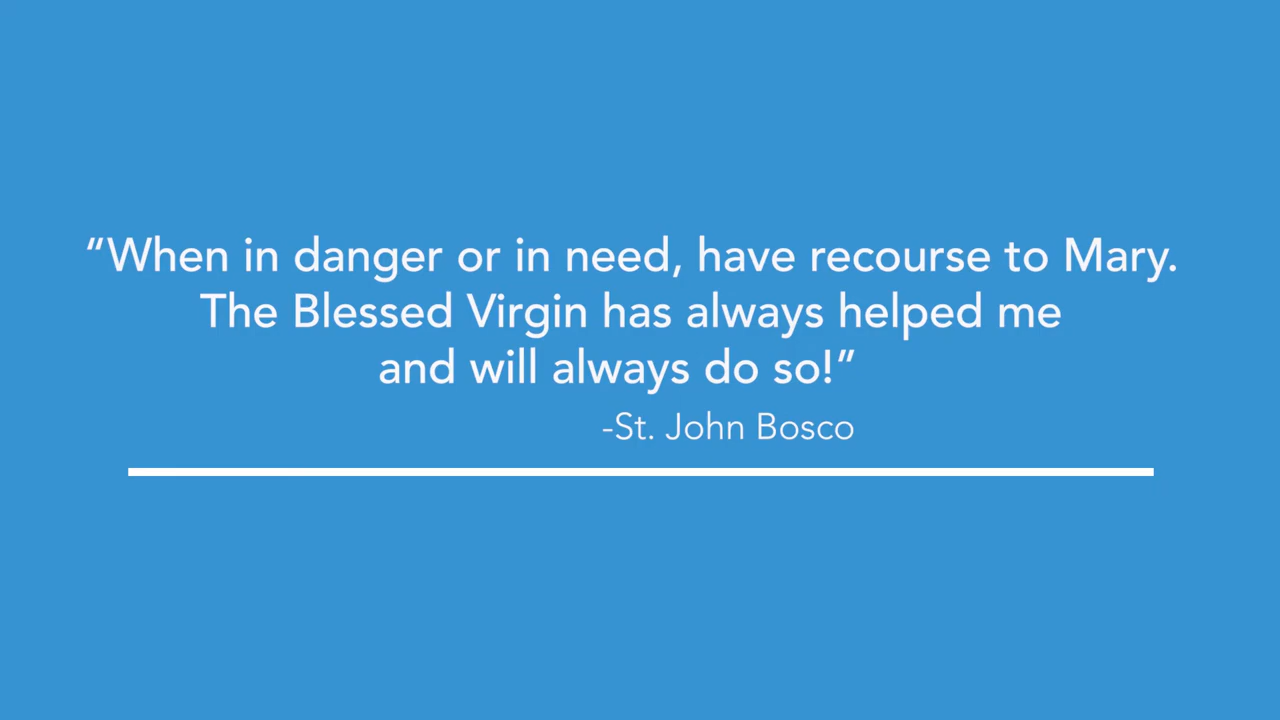 “When in danger or in need, have recourse to Mary.
The Blessed Virgin has always helped me
and will always do so!”
-St. John Bosco